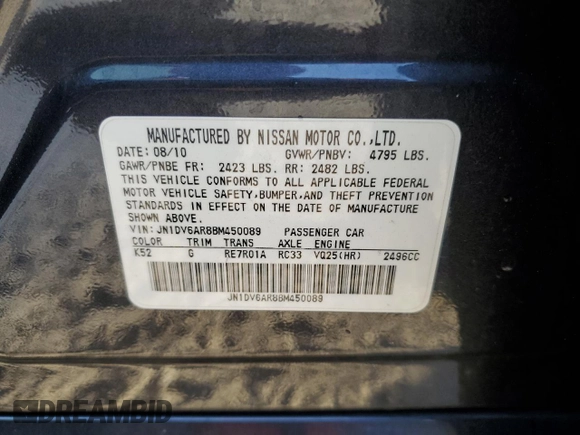 MANUFACTURED BY NISSAN MOTOR CO.,LTD.
DATE: 08/10 GVWR/PNBV: 4795 LBS.
GAWR/PNBE FR: 2423 LBS. RR: 2482 LBS.
THIS VEHICLE CONFORMS TO ALL APPLICABLE FEDERAL
MOTOR VEHICLE SAFETY,BUMPER,AND THEFT PREVENTION
STANDARDS IN EFFECT ON THE DATE OF MANUFACTURE
SHOWN ABOVE.
VIN: JN1DV6AR8BM450089 PASSENGER CAR
COLOR TRIM TRANS AXLE ENGINE
K52 G RE7R01A RC33 VQ25(HR) 2496CC
JN1DV6AR8BM450089
DREAMBID